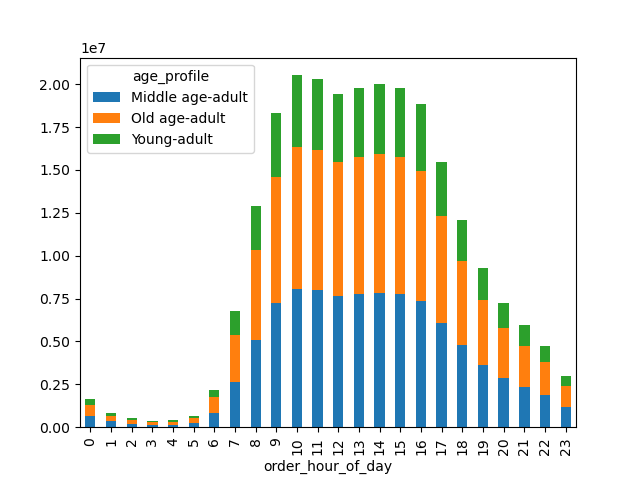 1e7
age_profile
Middle age-adult
Old age-adult
Young-adult
2.00
1.75
1.50
1.25
1.00
0.75
0.50
0.25
0.00
0 1 2 3 4 5 6 7 8 9 10 11 12 13 14 15 16 17 18 19 20 21 22 23
order_hour_of_day